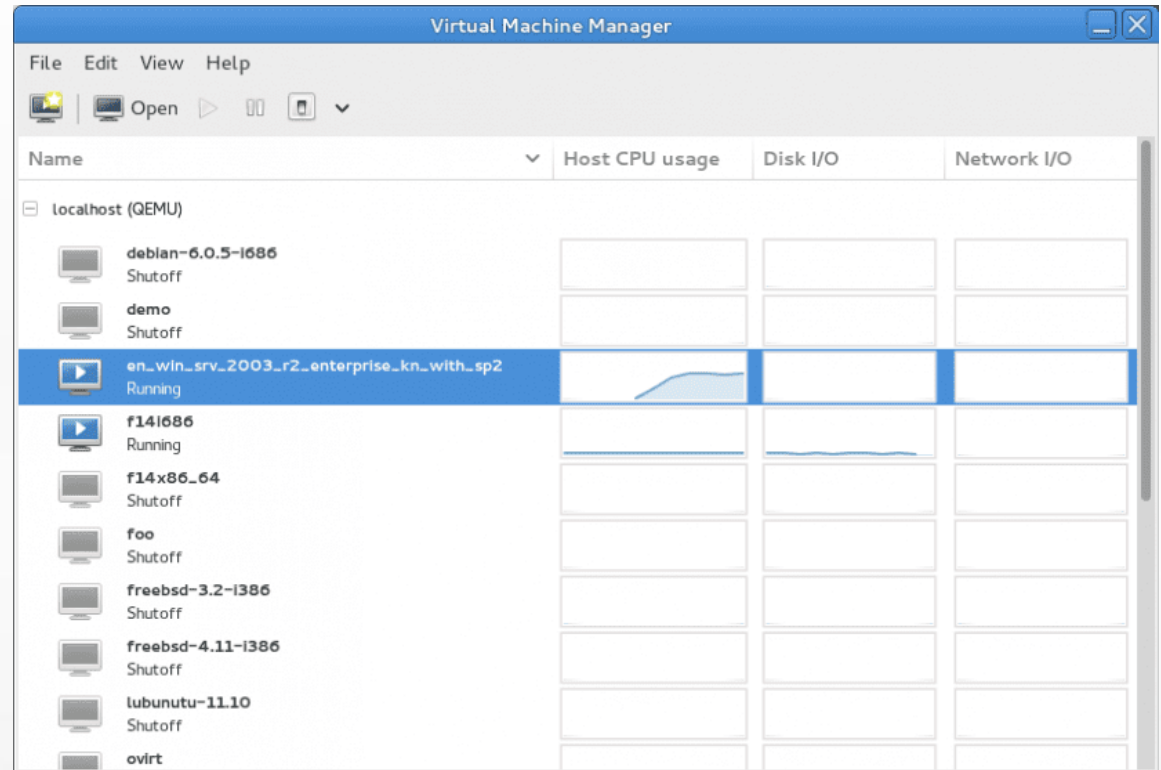 Virtual Machine Manager
File Edit View Help
Open
Name Host CPU usage Disk I/O Network I/O
localhost (QEMU)
debian-6.0.5-i686
Shutoff
demo
Shutoff
en_win_srv_2003_r2_enterprise_kn_with_sp2
Running
f14i686
Running
f14x86_64
Shutoff
foo
Shutoff
freebsd-3.2-i386
Shutoff
freebsd-4.11-i386
Shutoff
lubunutu-11.10
Shutoff
ovirt